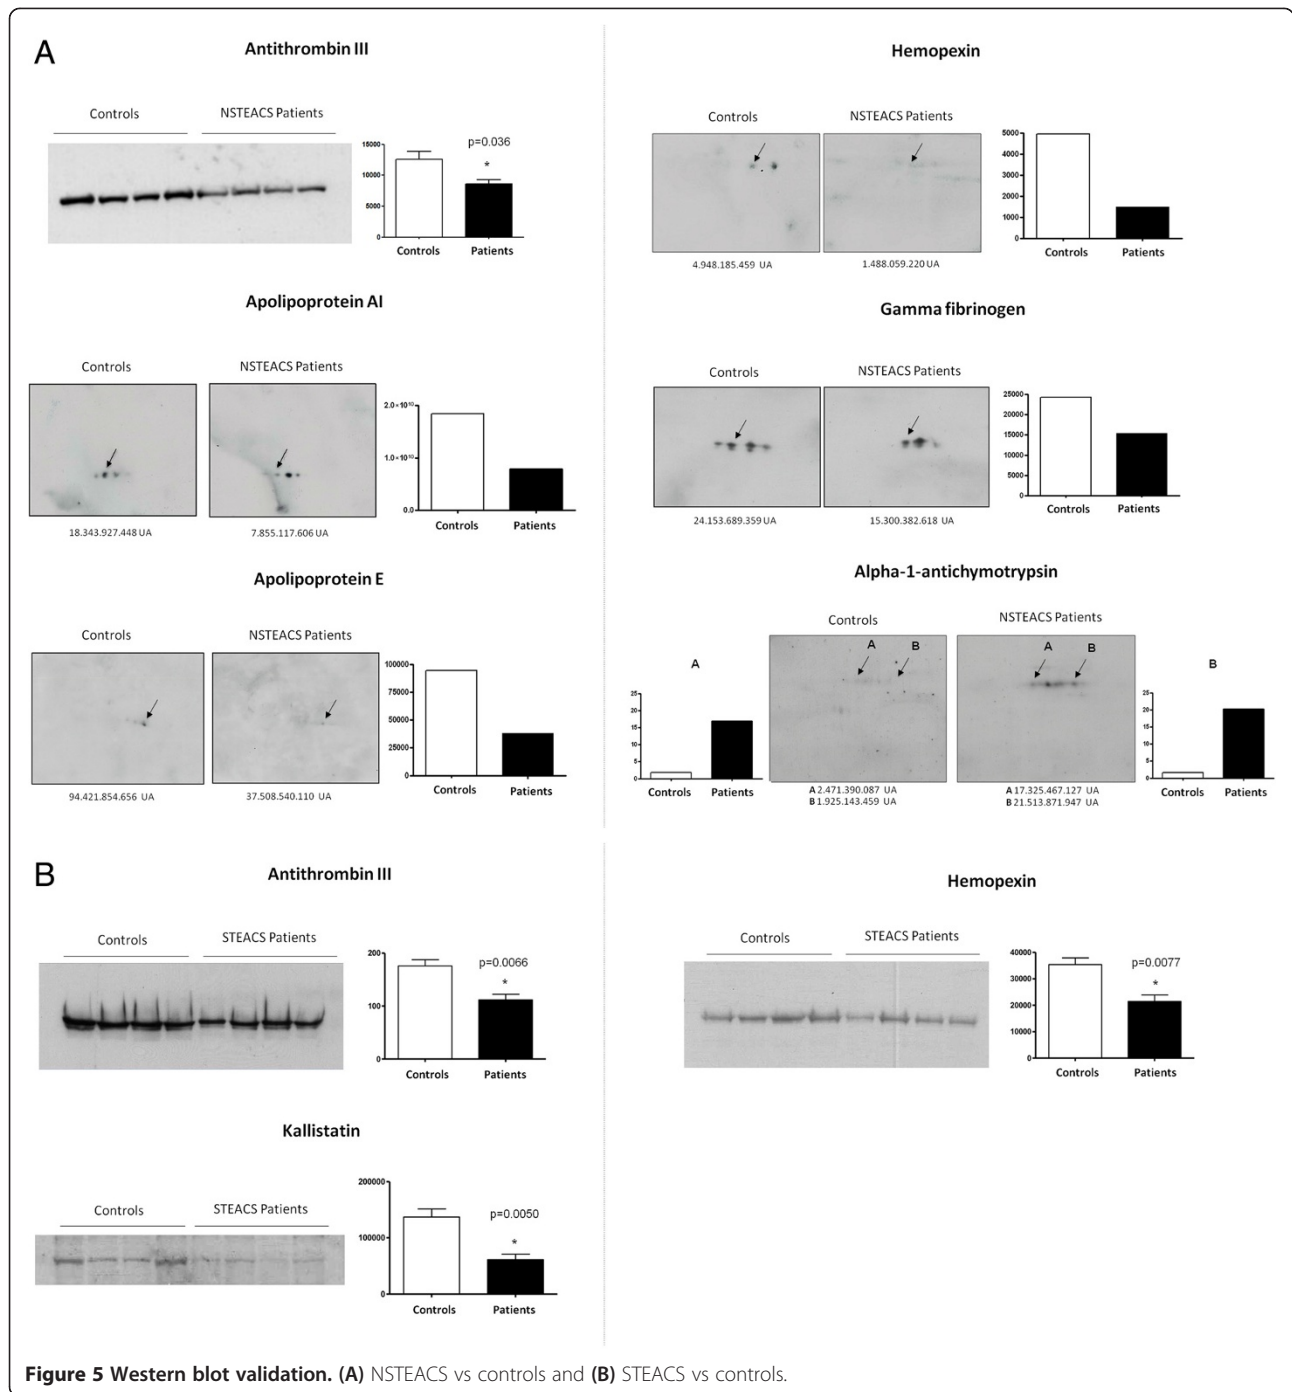 A
Antithrombin III
Controls
NSTEACS Patients
15000
10000
5000
0
p=0.036
*
Controls
Patients
Hemopexin
Controls
NSTEACS Patients
4.948.185.459 UA
1.488.059.220 UA
5000
4000
3000
2000
1000
0
Controls
Patients
Apolipoprotein AI
Controls
NSTEACS Patients
18.343.927.448 UA
7.855.117.606 UA
2.0×10¹⁰
1.0×10¹⁰
0.0
Controls
Patients
Gamma fibrinogen
Controls
NSTEACS Patients
24.153.689.359 UA
15.300.382.618 UA
25000
20000
15000
10000
5000
0
Controls
Patients
Apolipoprotein E
Controls
NSTEACS Patients
94.421.854.656 UA
37.508.540.110 UA
100000
75000
50000
25000
0
Controls
Patients
Alpha-1-antichymotrypsin
A
25
20
15
10
5
0
Controls
Patients
Controls
A
B
A 2.471.390.087 UA
B 1.925.143.459 UA
NSTEACS Patients
A
B
A 17.325.467.127 UA
B 21.513.871.947 UA
B
25
20
15
10
5
0
Controls
Patients
B
Antithrombin III
Controls
STEACS Patients
200
100
0
p=0.0066
*
Controls
Patients
Hemopexin
Controls
STEACS Patients
40000
30000
20000
10000
0
p=0.0077
*
Controls
Patients
Kallistatin
Controls
STEACS Patients
200000
100000
0
p=0.0050
*
Controls
Patients
Figure 5 Western blot validation. (A) NSTEACS vs controls and (B) STEACS vs controls.